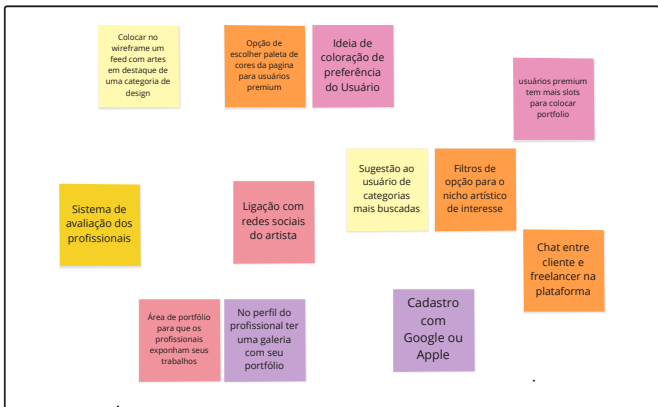 Colocar no
wireframe um
feed com artes
em destaque de
uma categoria de
design
Opção de
escolher paleta de
cores da pagina
para usuários
premium
Ideia de
coloração de
preferência
do Usuário
usuários premium
tem mais slots
para colocar
portfolio
Sugestão ao
usuário de
categorias
mais buscadas
Filtros de
opção para o
nicho artístico
de interesse
Sistema de
avaliação dos
profissionais
Ligação com
redes sociais
do artista
Chat entre
cliente e
freelancer na
plataforma
Área de portfólio
para que os
profissionais
exponham seus
trabalhos
No perfil do
profissional ter
uma galeria
com seu
portfólio
Cadastro
com
Google ou
Apple